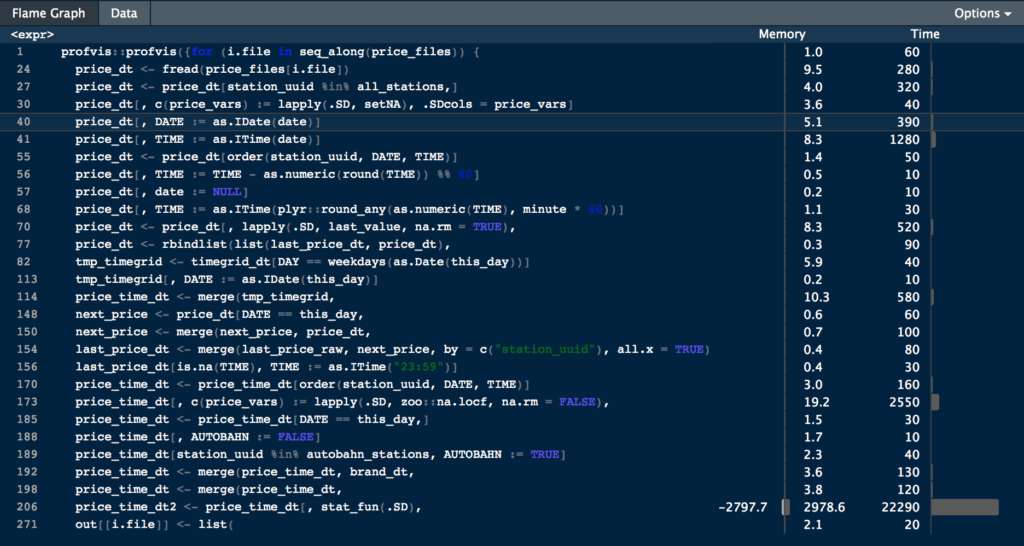 Flame Graph Data Options ▾
<expr> Memory Time
1 profvis::profvis({for (i.file in seq_along(price_files)) { 1.0 60
24 price_dt <- fread(price_files[i.file]) 9.5 280
27 price_dt <- price_dt[station_uuid %in% all_stations,] 4.0 320
30 price_dt[, c(price_vars) := lapply(.SD, setNA), .SDcols = price_vars] 3.6 40
40 price_dt[, DATE := as.IDate(date)] 5.1 390
41 price_dt[, TIME := as.ITime(date)] 8.3 1280
55 price_dt <- price_dt[order(station_uuid, DATE, TIME)] 1.4 50
56 price_dt[, TIME := TIME - as.numeric(round(TIME)) %% 60] 0.5 10
57 price_dt[, date := NULL] 0.2 10
68 price_dt[, TIME := as.ITime(plyr::round_any(as.numeric(TIME), minute * 60))] 1.1 30
70 price_dt <- price_dt[, lapply(.SD, last_value, na.rm = TRUE), 8.3 520
77 price_dt <- rbindlist(list(last_price_dt, price_dt), 0.3 90
82 tmp_timegrid <- timegrid_dt[DAY == weekdays(as.Date(this_day))] 5.9 40
113 tmp_timegrid[, DATE := as.IDate(this_day)] 0.2 10
114 price_time_dt <- merge(tmp_timegrid, 10.3 580
148 next_price <- price_dt[DATE == this_day, 0.6 60
150 next_price <- merge(next_price, price_dt, 0.7 100
154 last_price_dt <- merge(last_price_raw, next_price, by = c("station_uuid"), all.x = TRUE) 0.4 80
156 last_price_dt[is.na(TIME), TIME := as.ITime("23:59")] 0.4 30
170 price_time_dt <- price_time_dt[order(station_uuid, DATE, TIME)] 3.0 160
173 price_time_dt[, c(price_vars) := lapply(.SD, zoo::na.locf, na.rm = FALSE), 19.2 2550
185 price_time_dt <- price_time_dt[DATE == this_day,] 1.5 30
188 price_time_dt[, AUTOBAHN := FALSE] 1.7 10
189 price_time_dt[station_uuid %in% autobahn_stations, AUTOBAHN := TRUE] 2.3 40
192 price_time_dt <- merge(price_time_dt, brand_dt, 3.6 130
198 price_time_dt <- merge(price_time_dt, 3.8 120
206 price_time_dt2 <- price_time_dt[, stat_fun(.SD), -2797.7 2978.6 22290
271 out[[i.file]] <- list( 2.1 20